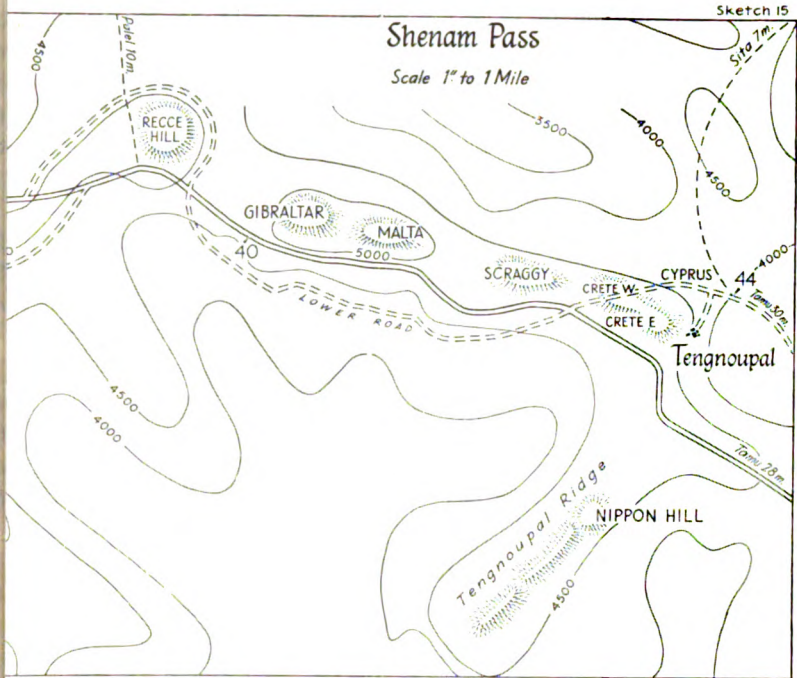 Sketch 15
Shenam Pass
Scale 1" to 1 Mile
Palel 10m.
Sita 7m.
4500
3500
4000
4500
RECCE
HILL
GIBRALTAR
MALTA
5000
40
SCRAGGY
CYPRUS
44
4000
CRETE W.
Tamu 30m.
LOWER ROAD
CRETE E
Tengnoupal
4500
4000
Tamu 28m.
Tengnoupal Ridge
NIPPON HILL
4500